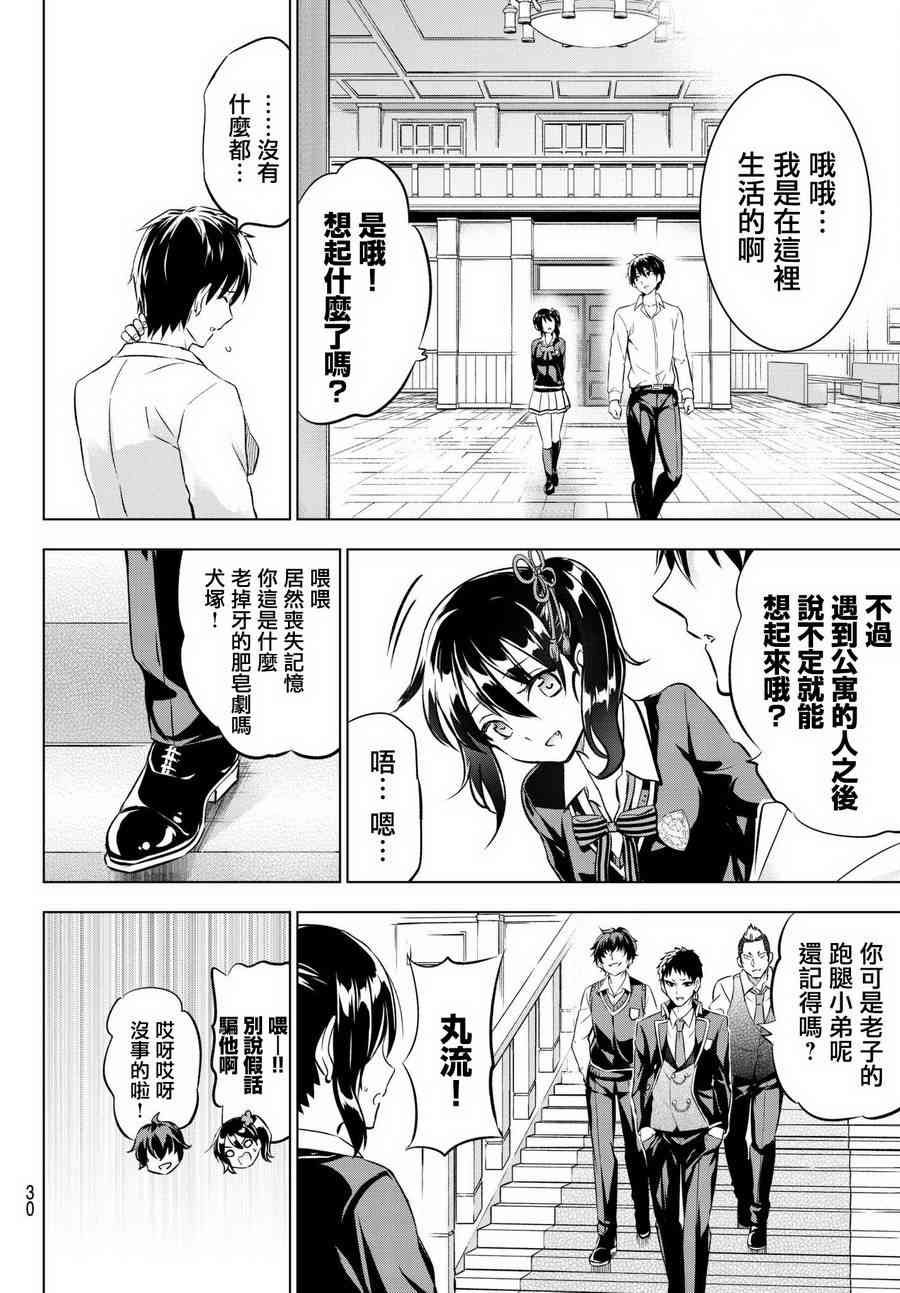 哦哦…
我是在這裡
生活的啊
是哦！
想起什麼了嗎？
……沒有
什麼都…
不過
遇到公寓的人之後
說不定就能
想起來哦？
唔…嗯…
喂喂
居然喪失記憶
你這是什麼
老掉牙的肥皂劇嗎
犬塚！
你可是老子的
跑腿小弟呢
還記得嗎？
丸流！
喂—!!
別說假話
騙他啊
哎呀哎呀
沒事的啦！
30